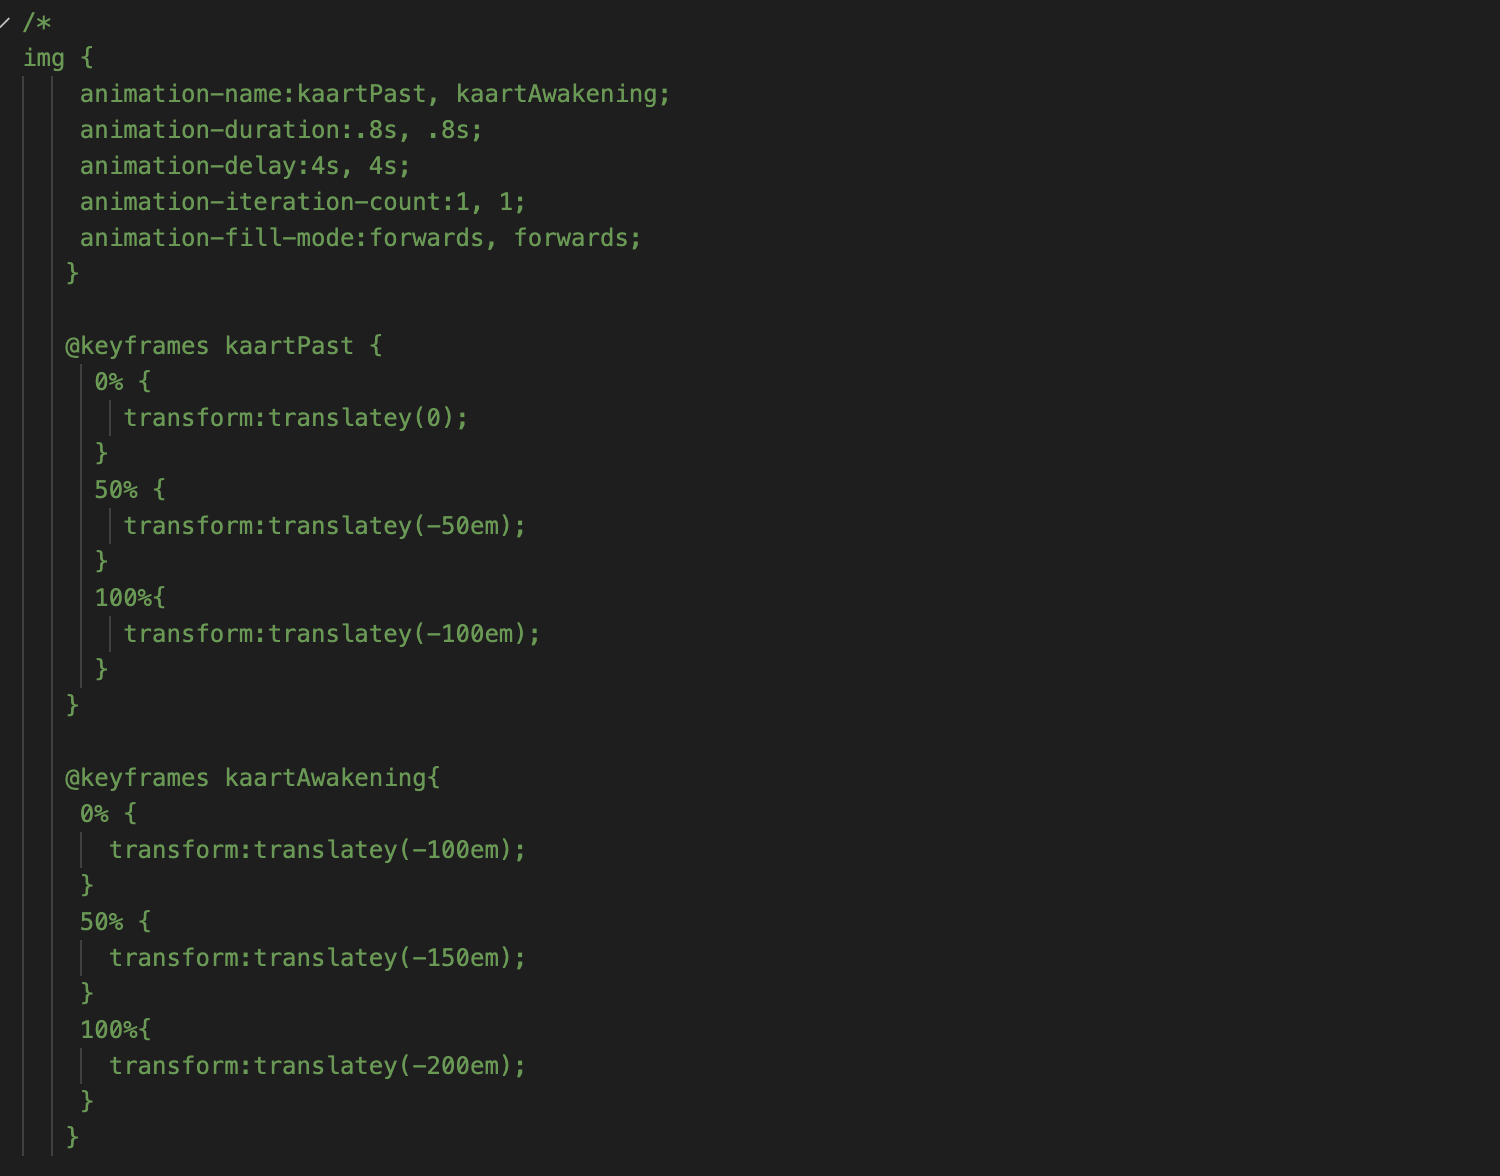 /*
img {
animation-name:kaartPast, kaartAwakening;
animation-duration:.8s, .8s;
animation-delay:4s, 4s;
animation-iteration-count:1, 1;
animation-fill-mode:forwards, forwards;
}
@keyframes kaartPast {
0% {
transform:translatey(0);
}
50% {
transform:translatey(-50em);
}
100%{
transform:translatey(-100em);
}
}
@keyframes kaartAwakening{
0% {
transform:translatey(-100em);
}
50% {
transform:translatey(-150em);
}
100%{
transform:translatey(-200em);
}
}